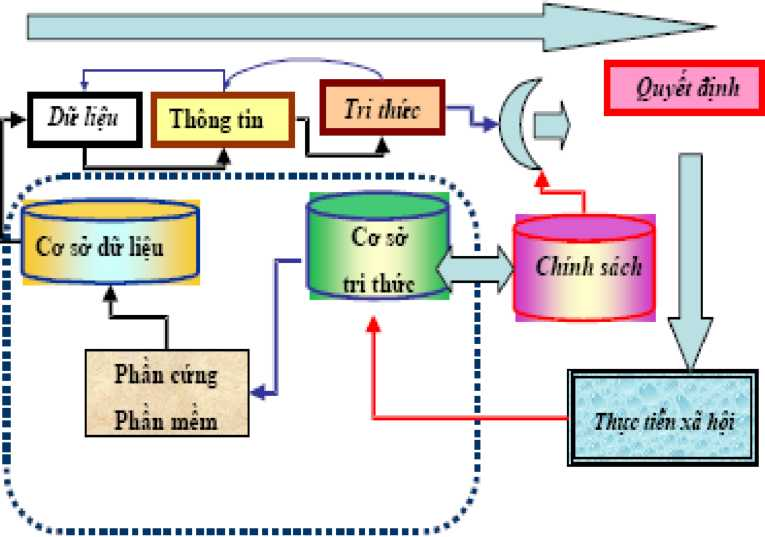 Dữ liệu
Thông tin
Tri thức
Quyết định
Cơ sở dữ liệu
Cơ sở
tri thức
Chính sách
Phần cứng
Phần mềm
Thực tiễn xã hội